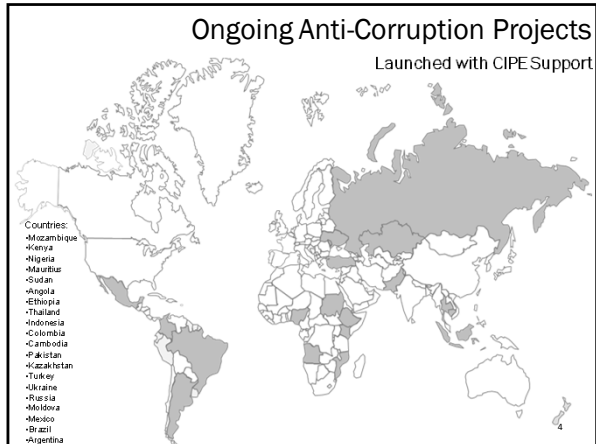 Ongoing Anti-Corruption Projects
Launched with CIPE Support
Countries:
•Mozambique
•Kenya
•Nigeria
•Mauritius
•Sudan
•Angola
•Ethiopia
•Thailand
•Indonesia
•Colombia
•Cambodia
•Pakistan
•Kazakhstan
•Turkey
•Ukraine
•Russia
•Moldova
•Mexico
•Brazil
•Argentina
4